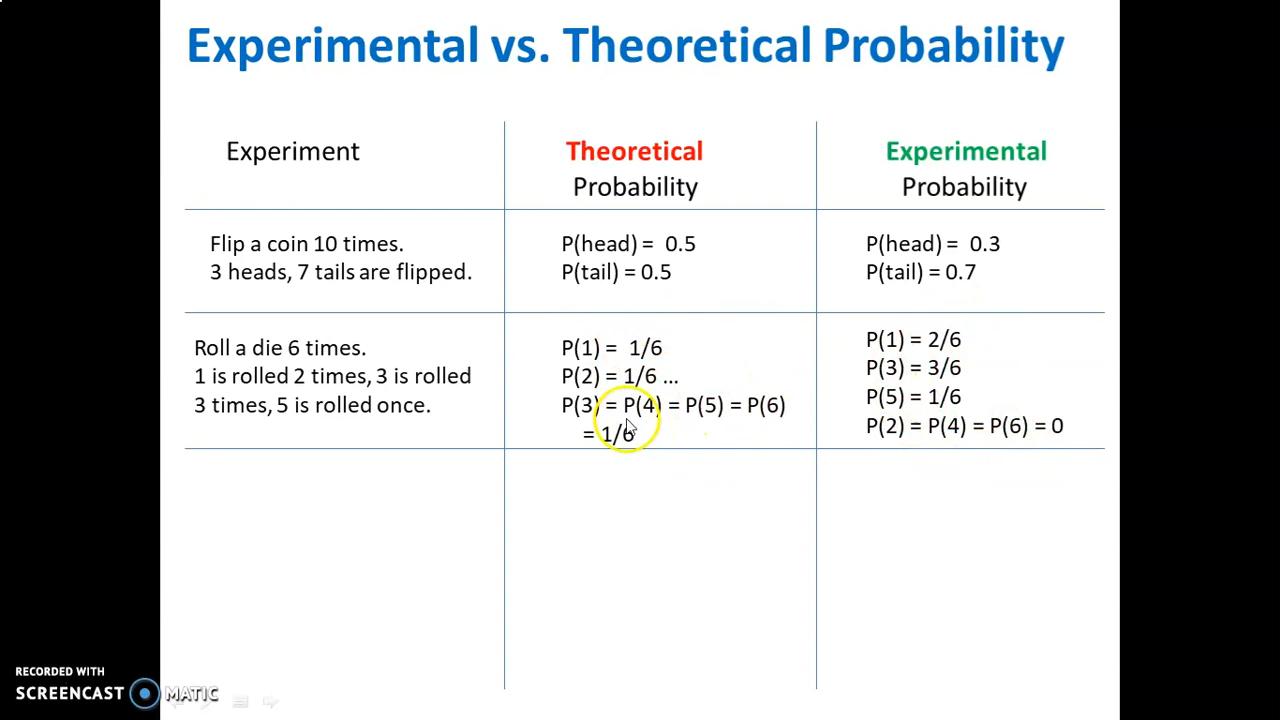 Experimental vs. Theoretical Probability
Experiment
Theoretical
Probability
Experimental
Probability
Flip a coin 10 times.
3 heads, 7 tails are flipped.
P(head) = 0.5
P(tail) = 0.5
P(head) = 0.3
P(tail) = 0.7
Roll a die 6 times.
1 is rolled 2 times, 3 is rolled
3 times, 5 is rolled once.
P(1) = 1/6
P(2) = 1/6 ...
P(3) = P(4) = P(5) = P(6)
= 1/6
P(1) = 2/6
P(3) = 3/6
P(5) = 1/6
P(2) = P(4) = P(6) = 0
RECORDED WITH
SCREENCAST MATIC